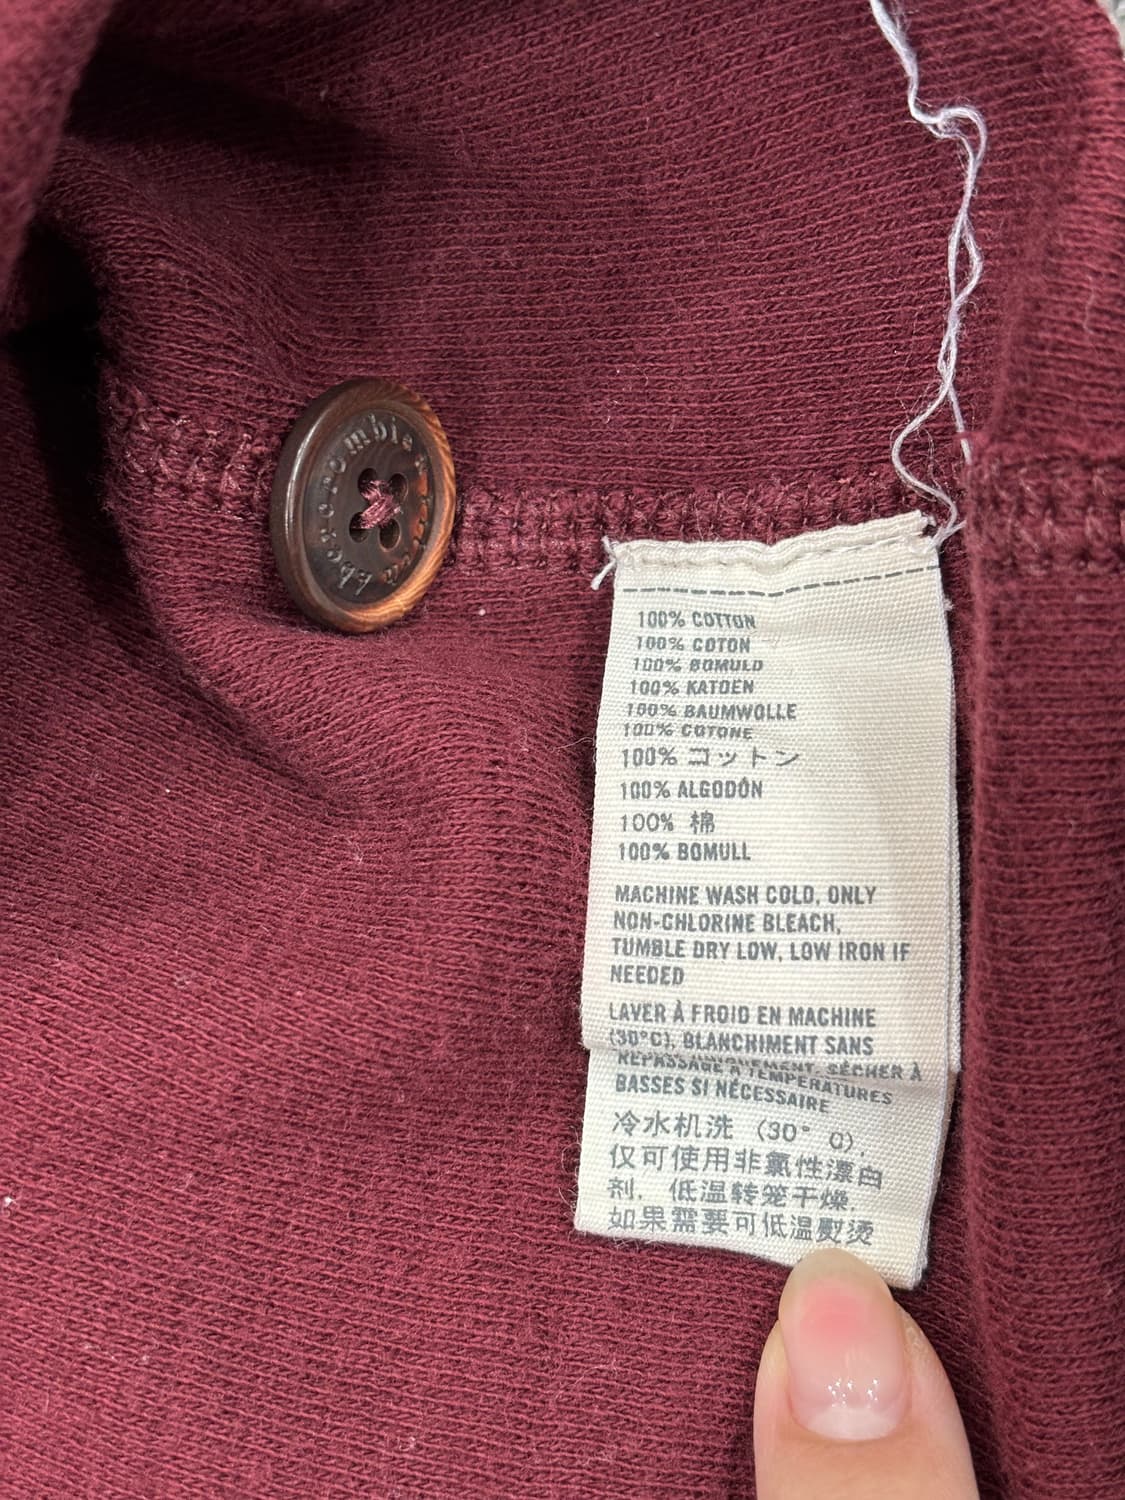 abercrombie
100% COTTON
100% COTON
100% BOMULD
100% KATOEN
100% BAUMWOLLE
100% COTONE
100% コットン
100% ALGODÓN
100% 棉
100% BOMULL
MACHINE WASH COLD, ONLY
NON-CHLORINE BLEACH,
TUMBLE DRY LOW, LOW IRON IF
NEEDED
LAVER À FROID EN MACHINE
(30°C), BLANCHIMENT SANS
SÉCHER À
REPASSAGE À TEMPÉRATURES
BASSES SI NÉCESSAIRE
冷水机洗 (30° C),
仅可使用非氯性漂白
剂, 低温转笼干燥,
如果需要可低温熨烫